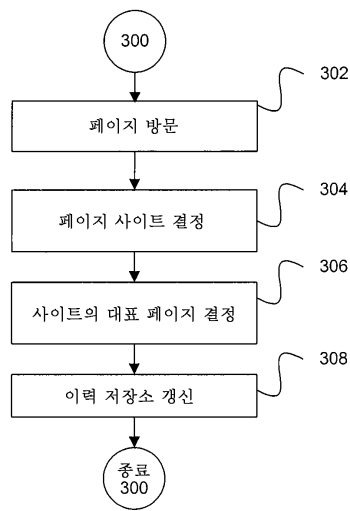 300
302
페이지 방문
304
페이지 사이트 결정
306
사이트의 대표 페이지 결정
308
이력 저장소 갱신
종료
300